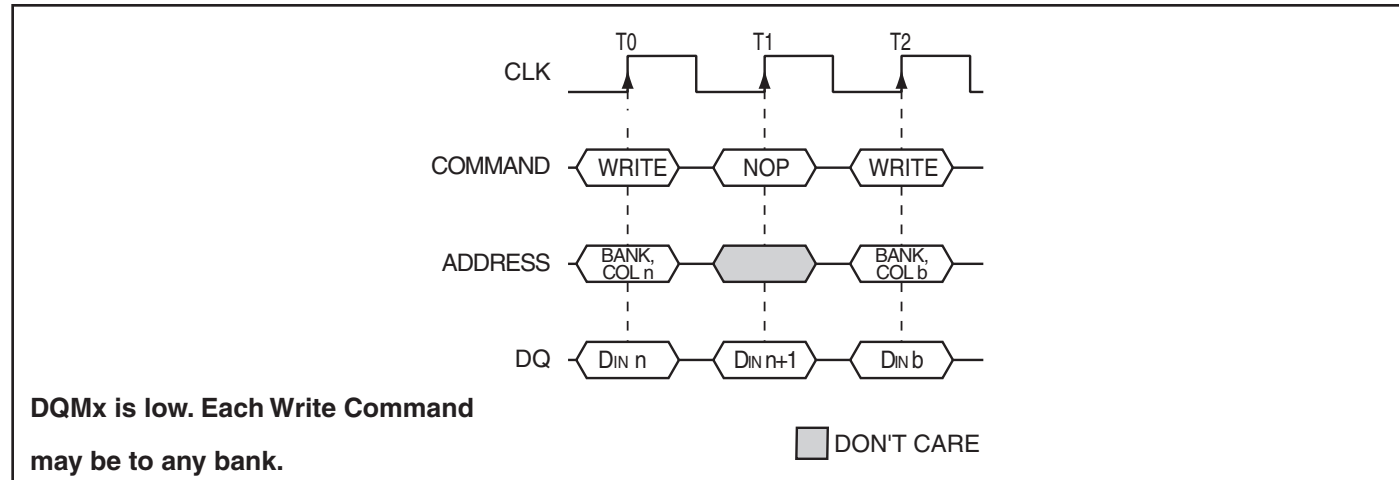 T0 T1 T2
CLK
COMMAND WRITE NOP WRITE
ADDRESS BANK, COL n BANK, COL b
DQ DIN n DIN n+1 DIN b
DQMx is low. Each Write Command
may be to any bank.
DON'T CARE